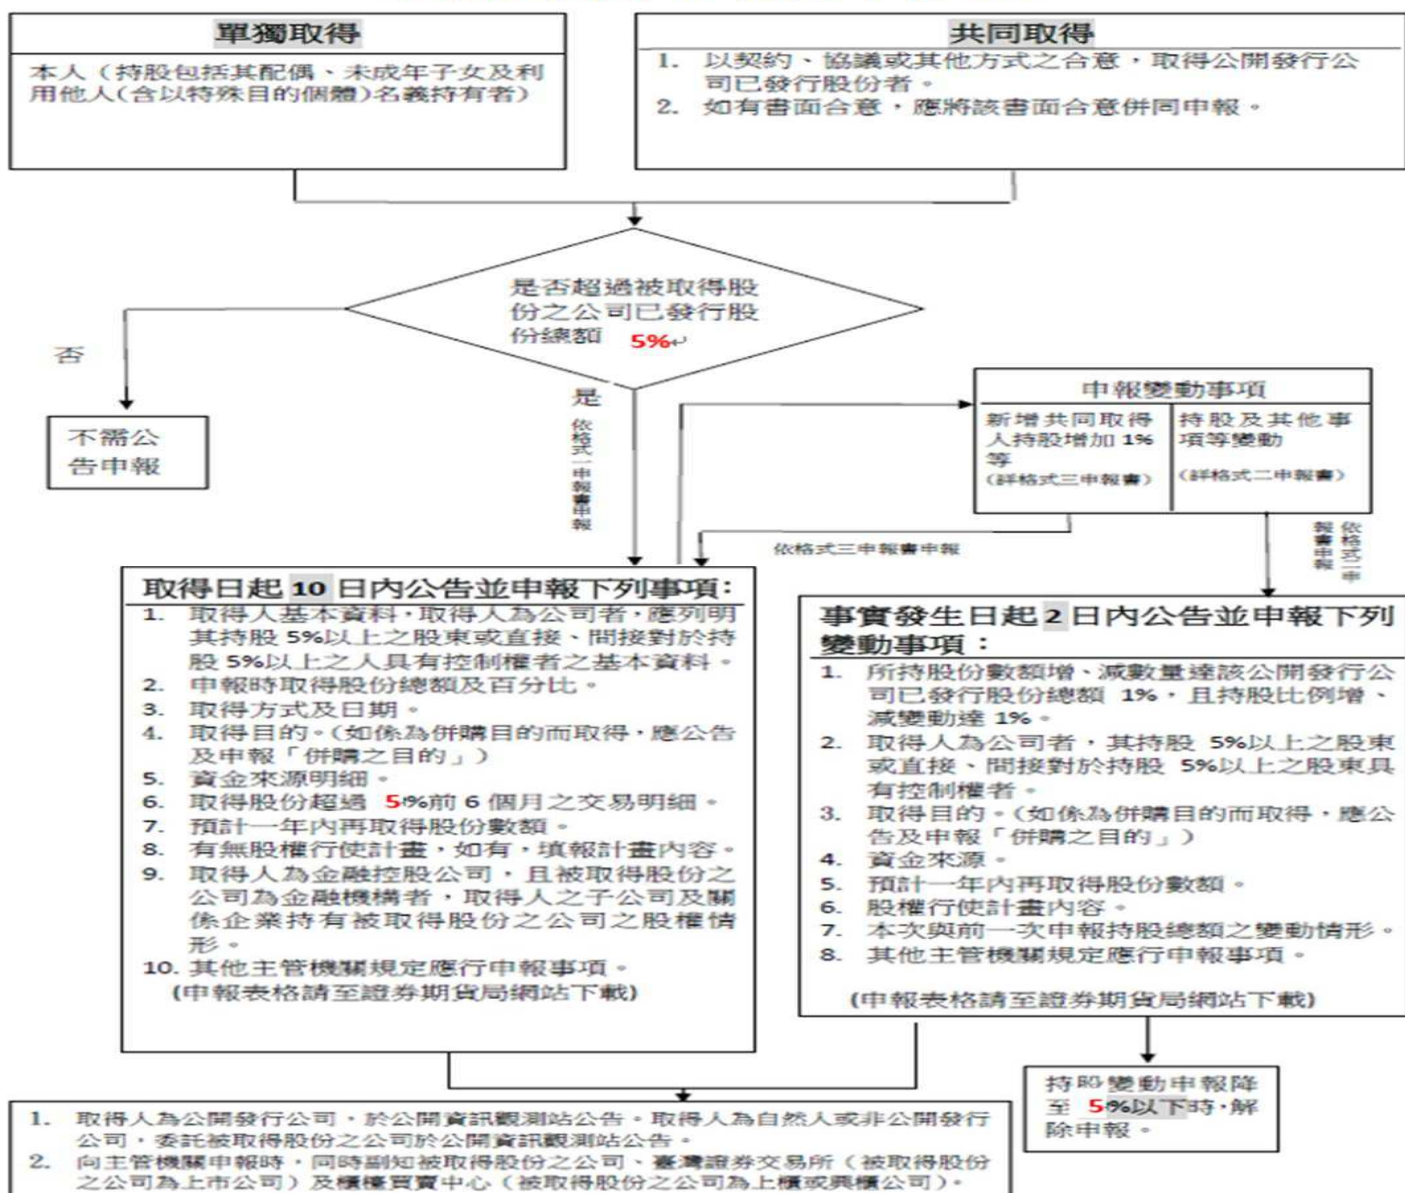 單獨取得
本人（持股包括其配偶、未成年子女及利
用他人(含以特殊目的個體)名義持有者）
共同取得
1. 以契約、協議或其他方式之合意，取得公開發行公
司已發行股份者。
2. 如有書面合意，應將該書面合意併同申報。
是否超過被取得股
份之公司已發行股
份總額 5%
否
不需公
告申報
是
依格式一申報書申報
申報變動事項
新增共同取得
人持股增加 1%
等
（詳格式三申報書）
持股及其他事
項等變動
（詳格式二申報書）
依格式三申報書申報
依格式二申
報書申報
取得日起 10 日內公告並申報下列事項：
1. 取得人基本資料，取得人為公司者，應列明
其持股 5%以上之股東或直接、間接對於持
股 5%以上之人具有控制權者之基本資料。
2. 申報時取得股份總額及百分比。
3. 取得方式及日期。
4. 取得目的。（如係為併購目的而取得，應公告
及申報「併購之目的」）
5. 資金來源明細。
6. 取得股份超過 5%前 6 個月之交易明細。
7. 預計一年內再取得股份數額。
8. 有無股權行使計畫，如有，填報計畫內容。
9. 取得人為金融控股公司，且被取得股份之
公司為金融機構者，取得人之子公司及關
係企業持有被取得股份之公司之股權情
形。
10. 其他主管機關規定應行申報事項。
(申報表格請至證券期貨局網站下載)
事實發生日起 2 日內公告並申報下列
變動事項：
1. 所持股份數額增、減數量達該公開發行公
司已發行股份總額 1%，且持股比例增、
減變動達 1%。
2. 取得人為公司者，其持股 5%以上之股東
或直接、間接對於持股 5%以上之股東具
有控制權者。
3. 取得目的。（如係為併購目的而取得，應公
告及申報「併購之目的」）
4. 資金來源。
5. 預計一年內再取得股份數額。
6. 股權行使計畫內容。
7. 本次與前一次申報持股總額之變動情形。
8. 其他主管機關規定應行申報事項。
(申報表格請至證券期貨局網站下載)
持股變動申報降
至 5%以下時，解
除申報。
1. 取得人為公開發行公司，於公開資訊觀測站公告。取得人為自然人或非公開發行
公司，委託被取得股份之公司於公開資訊觀測站公告。
2. 向主管機關申報時，同時副知被取得股份之公司、臺灣證券交易所（被取得股份
之公司為上市公司）及櫃檯買賣中心（被取得股份之公司為上櫃或興櫃公司）。